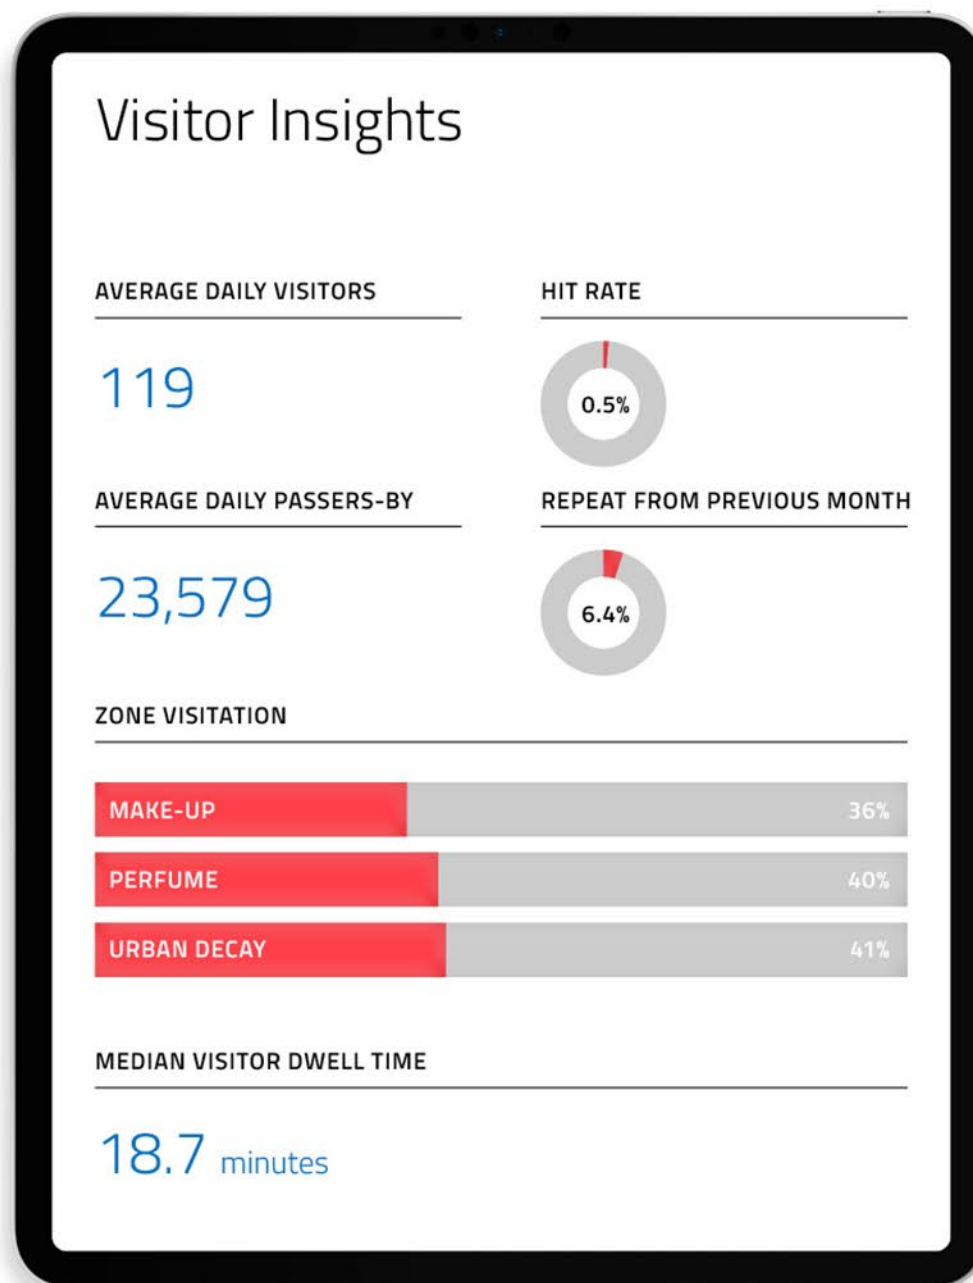 Visitor Insights
AVERAGE DAILY VISITORS
119
HIT RATE
0.5%
AVERAGE DAILY PASSERS-BY
23,579
REPEAT FROM PREVIOUS MONTH
6.4%
ZONE VISITATION
MAKE-UP 36%
PERFUME 40%
URBAN DECAY 41%
MEDIAN VISITOR DWELL TIME
18.7 minutes